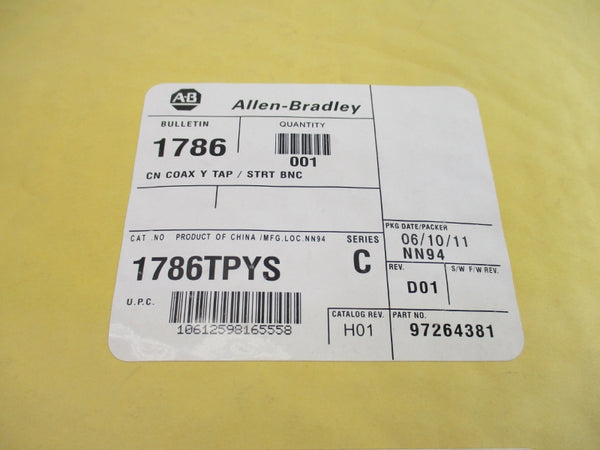 A-B Allen-Bradley
BULLETIN QUANTITY
1786 001
CN COAX Y TAP / STRT BNC
PKG DATE/PACKER
06/10/11
NN94
CAT .NO PRODUCT OF CHINA /MFG.LOC.NN94 SERIES
1786TPYS C
REV. S/W F/W REV.
D01
U.P.C.
10612598165558
CATALOG REV. PART NO.
H01 97264381